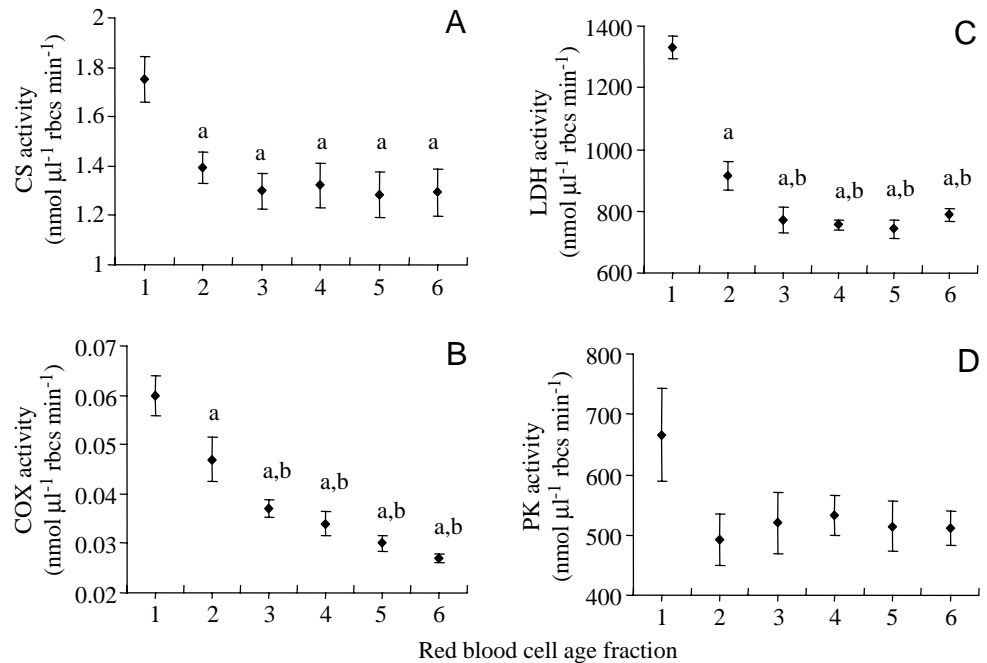 A
CS activity
(nmol μl⁻¹ rbcs min⁻¹)
2
1.8
1.6
1.4
1.2
1
a
a
a
a
a
1 2 3 4 5 6
C
LDH activity
(nmol μl⁻¹ rbcs min⁻¹)
1400
1200
1000
800
600
a
a,b
a,b
a,b
a,b
1 2 3 4 5 6
B
COX activity
(nmol μl⁻¹ rbcs min⁻¹)
0.07
0.06
0.05
0.04
0.03
0.02
a
a,b
a,b
a,b
a,b
1 2 3 4 5 6
D
PK activity
(nmol μl⁻¹ rbcs min⁻¹)
800
700
600
500
400
1 2 3 4 5 6
Red blood cell age fraction